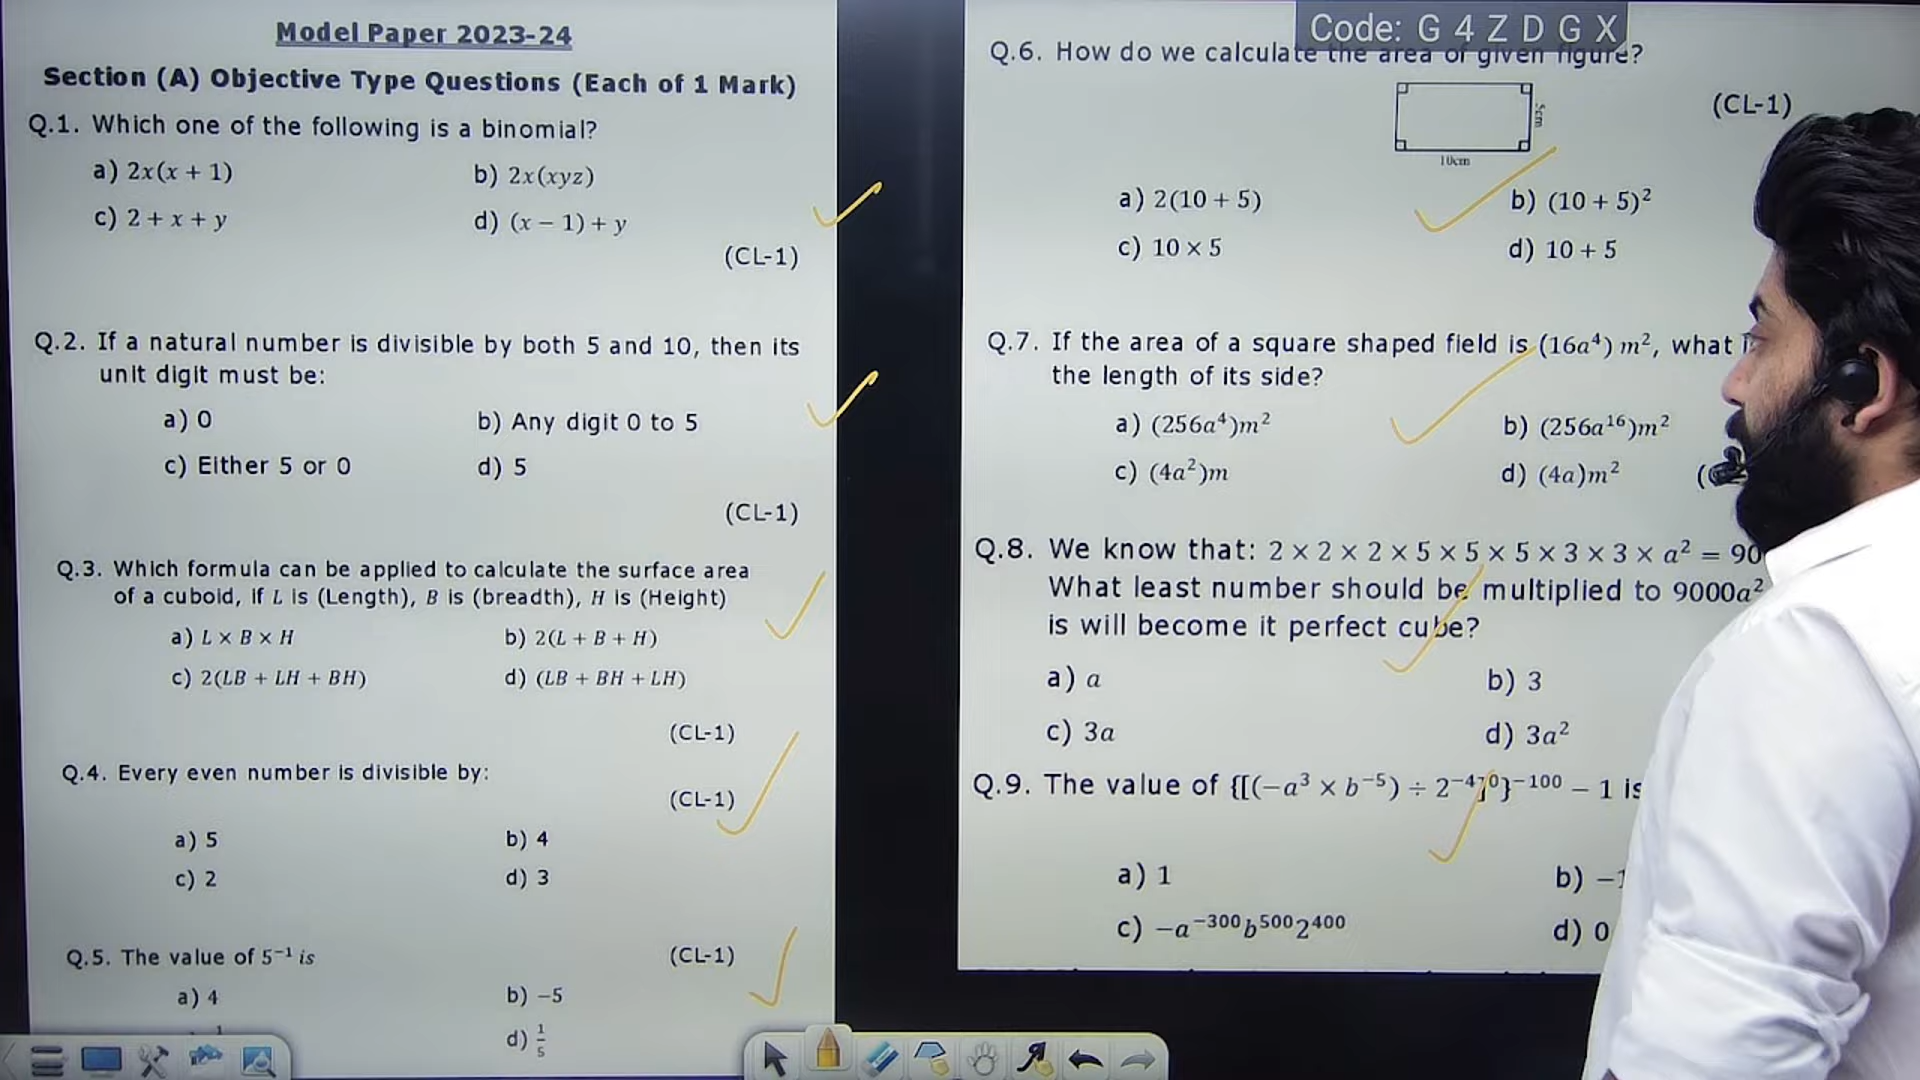 Model Paper 2023-24
Section (A) Objective Type Questions (Each of 1 Mark)
Q.1. Which one of the following is a binomial?
a) 2x(x + 1) b) 2x(xyz)
c) 2 + x + y d) (x − 1) + y
(CL-1)
Q.2. If a natural number is divisible by both 5 and 10, then its
unit digit must be:
a) 0 b) Any digit 0 to 5
c) Either 5 or 0 d) 5
(CL-1)
Q.3. Which formula can be applied to calculate the surface area
of a cuboid, if L is (Length), B is (breadth), H is (Height)
a) L × B × H b) 2(L + B + H)
c) 2(LB + LH + BH) d) (LB + BH + LH)
(CL-1)
Q.4. Every even number is divisible by:
(CL-1)
a) 5 b) 4
c) 2 d) 3
Q.5. The value of 5⁻¹ is (CL-1)
a) 4 b) −5
d) 1/5
Code: G 4 Z D G X
Q.6. How do we calculate the area of given figure?
(CL-1)
5cm
10cm
a) 2(10 + 5) b) (10 + 5)²
c) 10 × 5 d) 10 + 5
Q.7. If the area of a square shaped field is (16a⁴) m², what
the length of its side?
a) (256a⁴)m² b) (256a¹⁶)m²
c) (4a²)m d) (4a)m²
Q.8. We know that: 2 × 2 × 2 × 5 × 5 × 5 × 3 × 3 × a² = 90
What least number should be multiplied to 9000a²
is will become it perfect cube?
a) a b) 3
c) 3a d) 3a²
Q.9. The value of {[(−a³ × b⁻⁵) ÷ 2⁻⁴]⁰}⁻¹⁰⁰ − 1 is
a) 1 b) −1
c) −a⁻³⁰⁰b⁵⁰⁰2⁴⁰⁰ d) 0